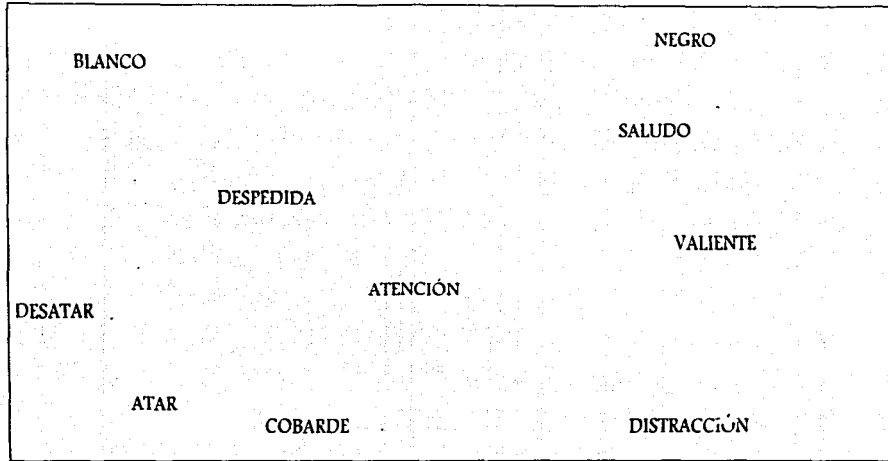 NEGRO
BLANCO
SALUDO
DESPEDIDA
VALIENTE
ATENCIÓN
DESATAR
ATAR
COBARDE
DISTRACCIÓN